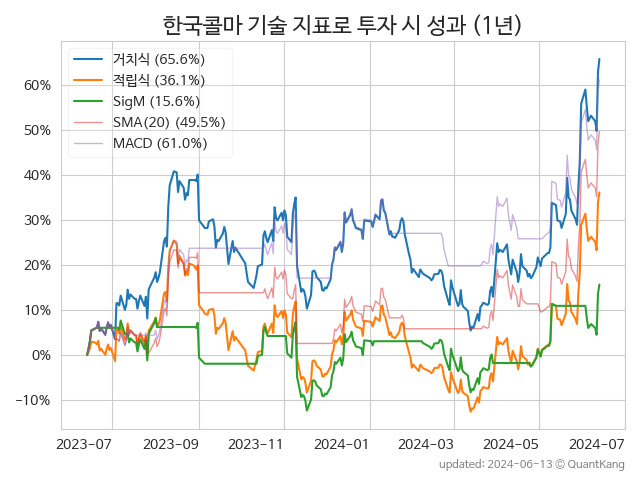 한국콜마 기술 지표로 투자 시 성과 (1년)
거치식 (65.6%)
적립식 (36.1%)
SigM (15.6%)
SMA(20) (49.5%)
MACD (61.0%)
60%
50%
40%
30%
20%
10%
0%
−10%
2023-07 2023-09 2023-11 2024-01 2024-03 2024-05 2024-07
updated: 2024-06-13 ⓒ QuantKang